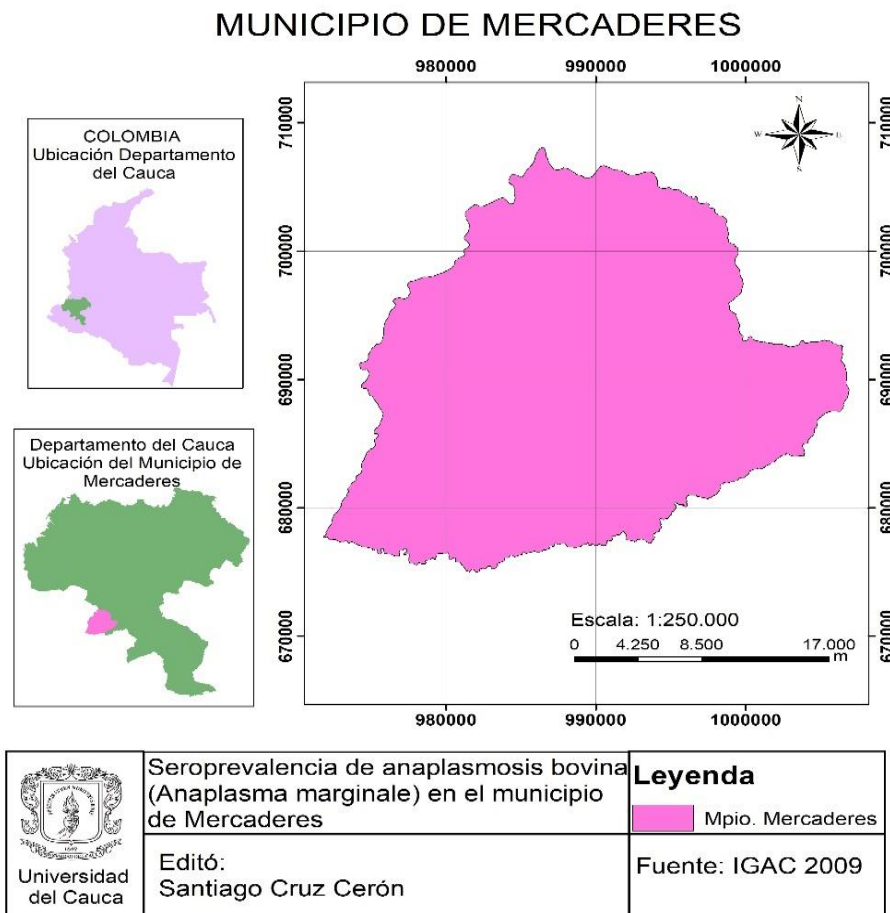 MUNICIPIO DE MERCADERES
980000 990000 1000000
710000 710000
N
W E
S
COLOMBIA
Ubicación Departamento
del Cauca
700000 700000
690000 690000
Departamento del Cauca
Ubicación del Municipio de
Mercaderes
680000 680000
Escala: 1:250.000
0 4.250 8.500 17.000
m
670000 670000
980000 990000 1000000
Seroprevalencia de anaplasmosis bovina
(Anaplasma marginale) en el municipio
de Mercaderes
Leyenda
Mpio. Mercaderes
Universidad
del Cauca
Editó:
Santiago Cruz Cerón
Fuente: IGAC 2009